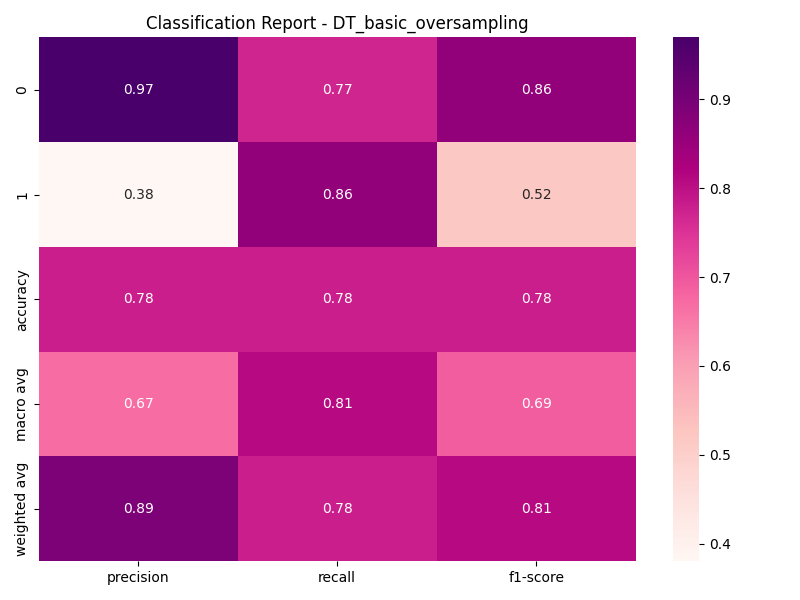 Classification Report - DT_basic_oversampling
0 0.97 0.77 0.86
1 0.38 0.86 0.52
accuracy 0.78 0.78 0.78
macro avg 0.67 0.81 0.69
weighted avg 0.89 0.78 0.81
precision recall f1-score
0.9
0.8
0.7
0.6
0.5
0.4